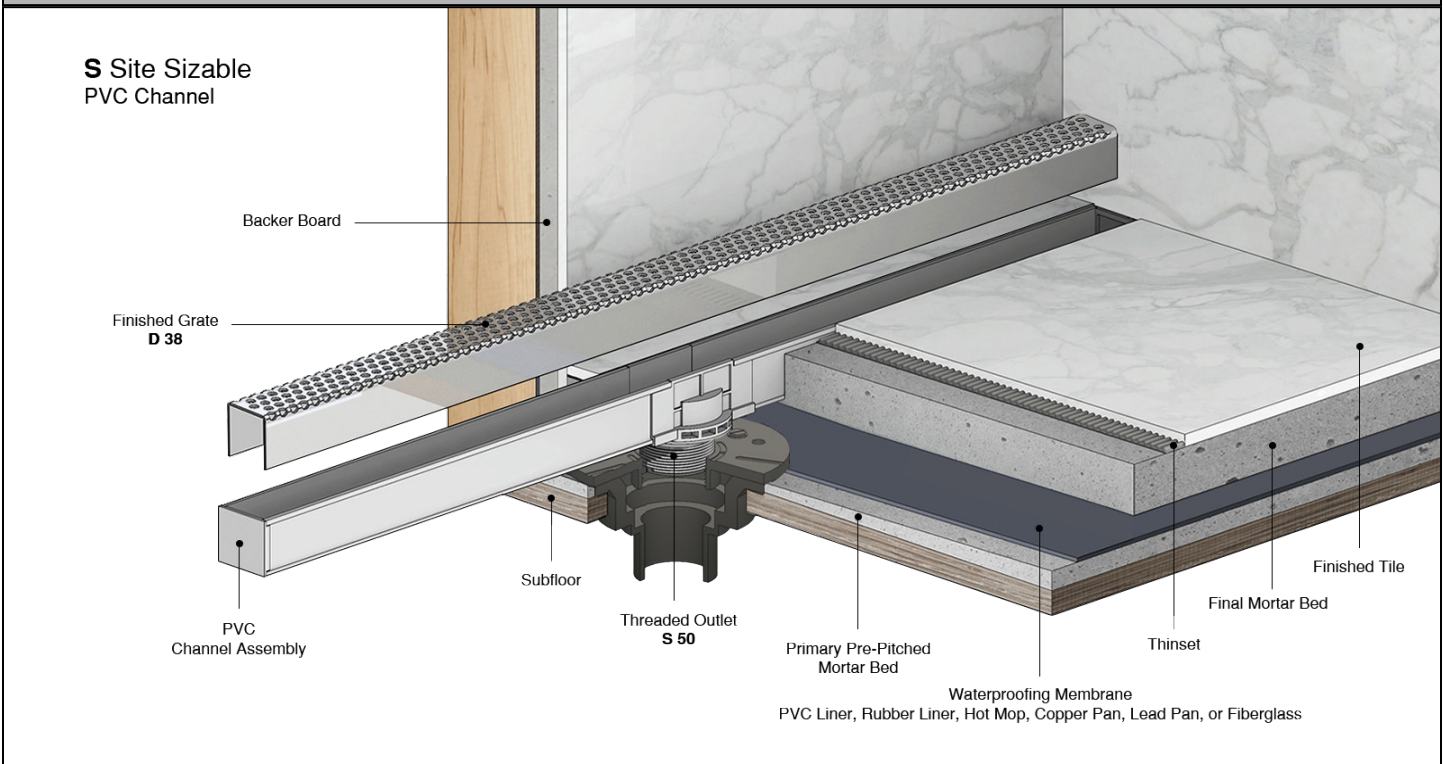 S Site Sizable
PVC Channel
Backer Board
Finished Grate
D 38
Subfloor
Finished Tile
Final Mortar Bed
Threaded Outlet
S 50
PVC
Channel Assembly
Primary Pre-Pitched
Mortar Bed
Thinset
Waterproofing Membrane
PVC Liner, Rubber Liner, Hot Mop, Copper Pan, Lead Pan, or Fiberglass